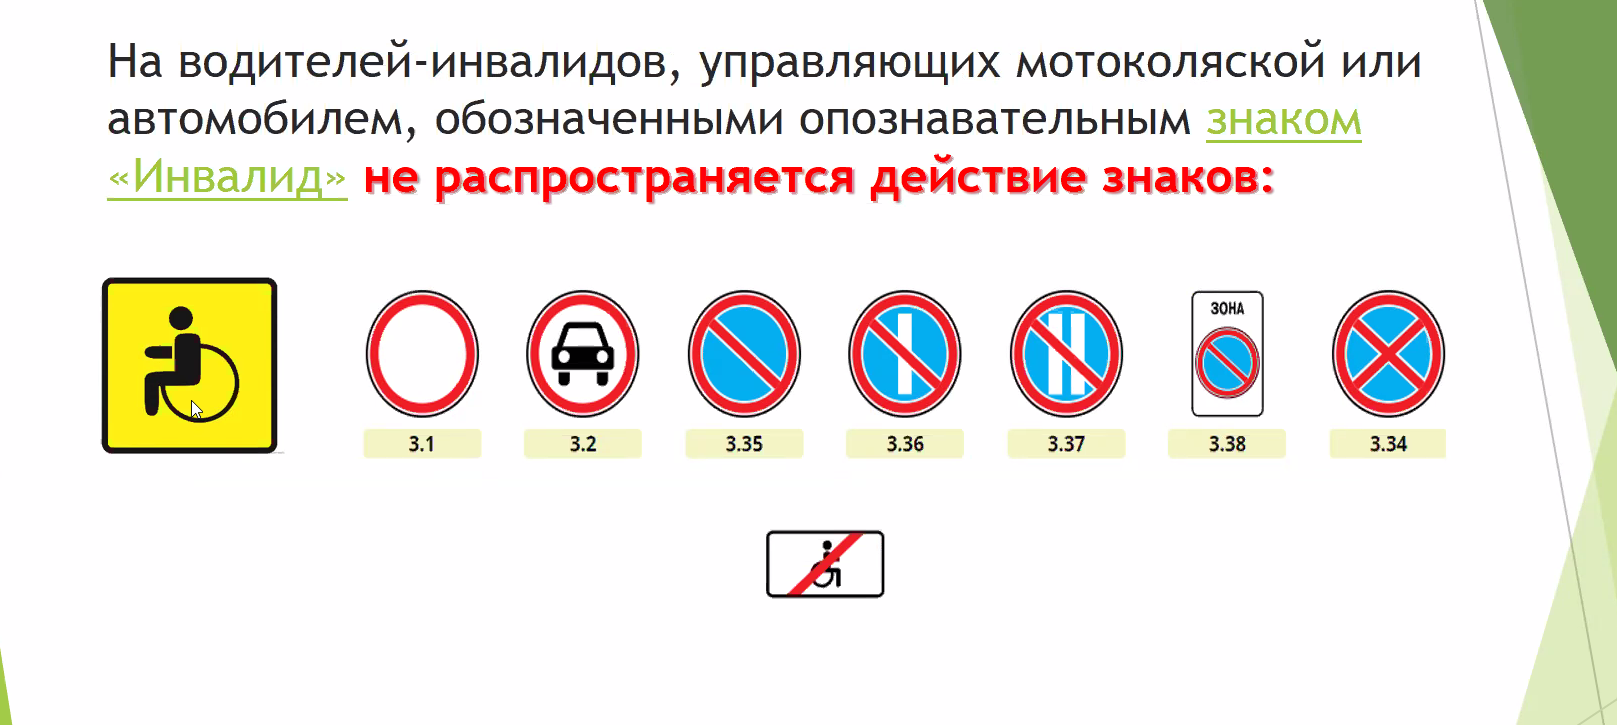 На водителей-инвалидов, управляющих мотоколяской или
автомобилем, обозначенными опознавательным знаком
«Инвалид» не распространяется действие знаков:
ЗОНА
3.1 3.2 3.35 3.36 3.37 3.38 3.34